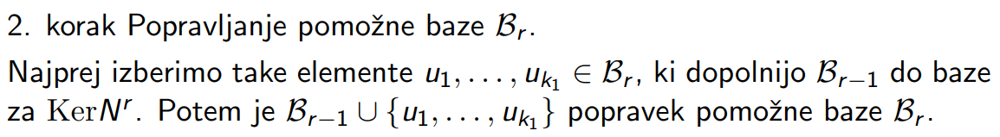 2. korak Popravljanje pomožne baze $\mathcal{B}_r$.
Najprej izberimo take elemente $u_1, \ldots, u_{k_1} \in \mathcal{B}_r$, ki dopolnijo $\mathcal{B}_{r-1}$ do baze
za $\mathrm{Ker} N^r$. Potem je $\mathcal{B}_{r-1} \cup \{u_1, \ldots, u_{k_1}\}$ popravek pomožne baze $\mathcal{B}_r$.